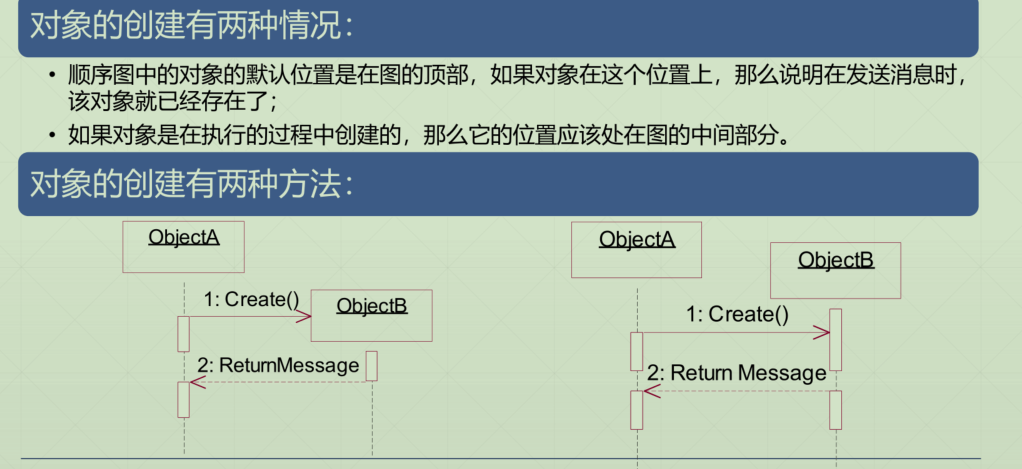 对象的创建有两种情况：
• 顺序图中的对象的默认位置是在图的顶部，如果对象在这个位置上，那么说明在发送消息时，
该对象就已经存在了；
• 如果对象是在执行的过程中创建的，那么它的位置应该处在图的中间部分。
对象的创建有两种方法：
ObjectA
1: Create()
ObjectB
2: ReturnMessage
ObjectA
ObjectB
1: Create()
2: Return Message